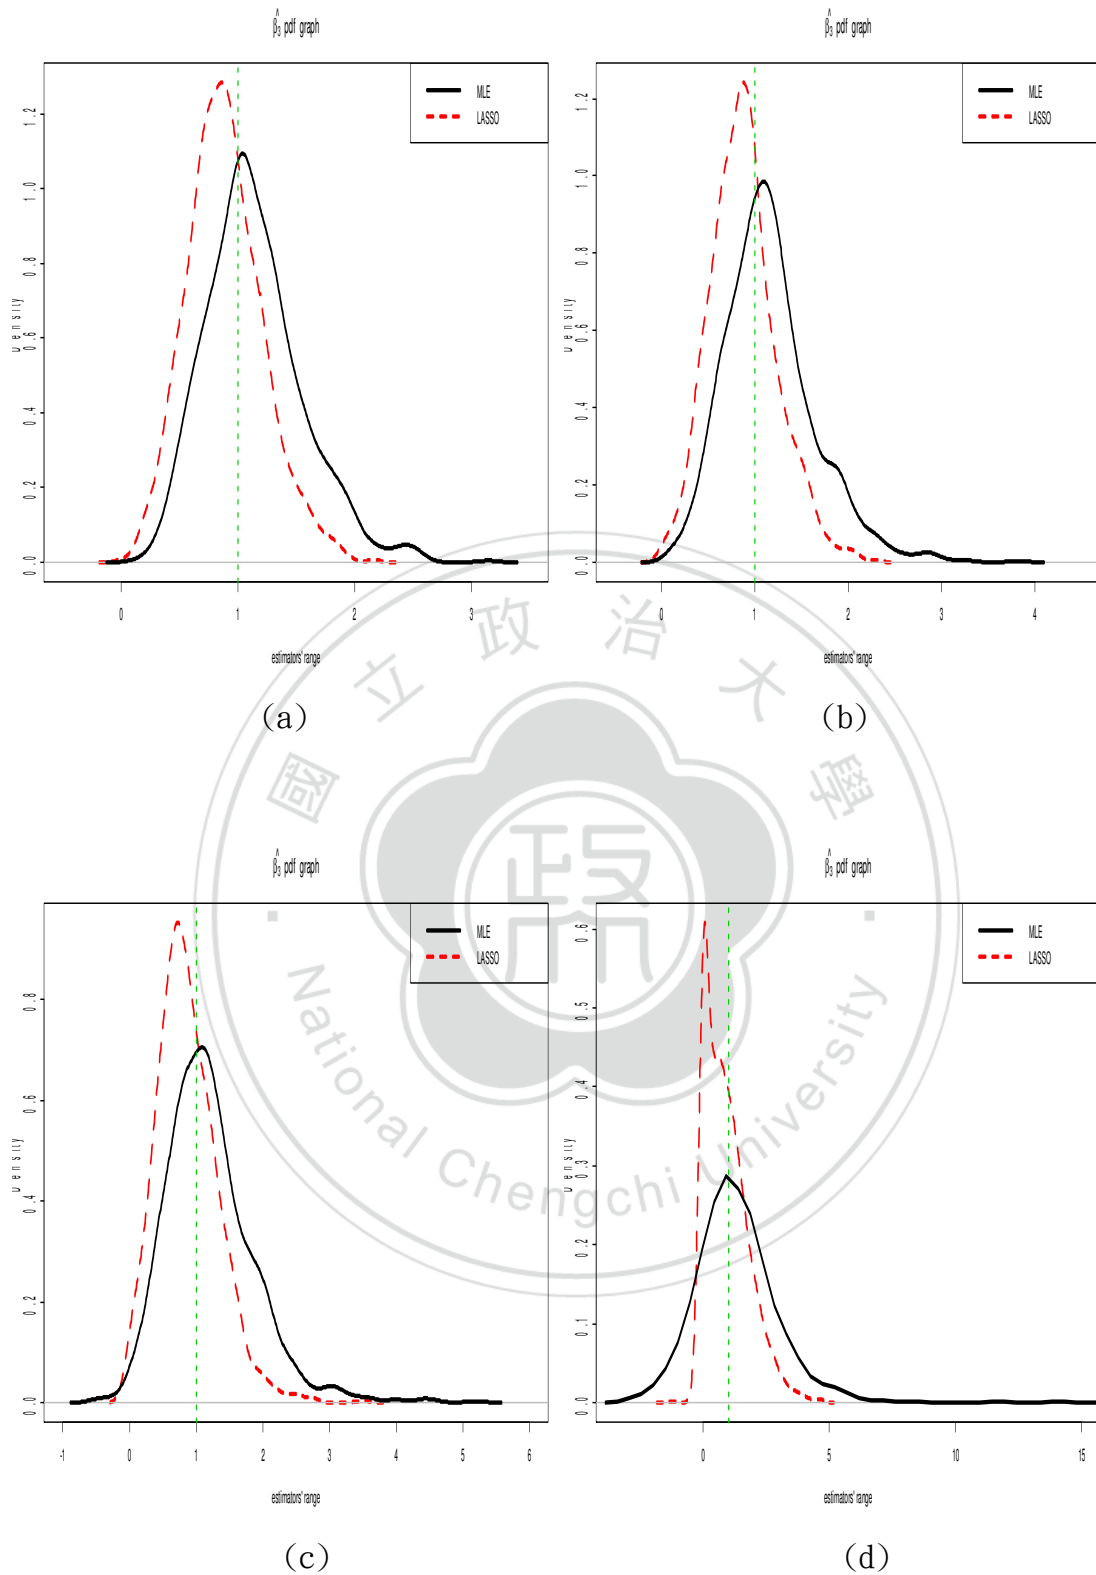 β̂₃ pdf graph
MLE
LASSO
Density
0.0 0.2 0.4 0.6 0.8 1.0 1.2
0 1 2 3
estimators' range
(a)
β̂₃ pdf graph
MLE
LASSO
Density
0.0 0.2 0.4 0.6 0.8 1.0 1.2
0 1 2 3 4
estimators' range
(b)
國立政治大學
政
National Chengchi University
β̂₃ pdf graph
MLE
LASSO
Density
0.0 0.2 0.4 0.6 0.8
-1 0 1 2 3 4 5 6
estimators' range
(c)
β̂₃ pdf graph
MLE
LASSO
Density
0.0 0.1 0.2 0.3 0.4 0.5 0.6
0 5 10 15
estimators' range
(d)